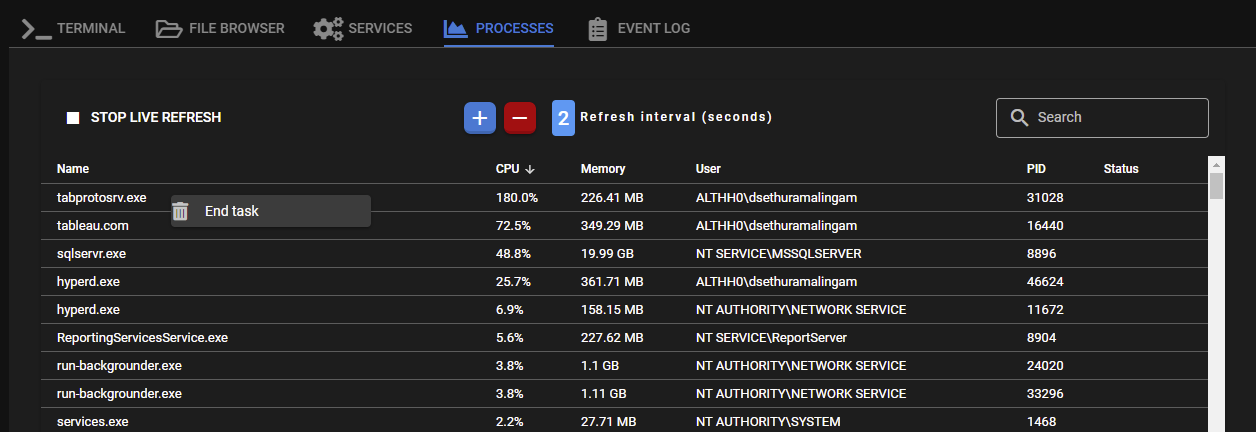 TERMINAL FILE BROWSER SERVICES PROCESSES EVENT LOG
STOP LIVE REFRESH + − 2 Refresh interval (seconds) Search
Name CPU Memory User PID Status
tabprotosrv.exe 180.0% 226.41 MB ALTHH0\dsethuramalingam 31028
End task
tableau.com 72.5% 349.29 MB ALTHH0\dsethuramalingam 16440
sqlservr.exe 48.8% 19.99 GB NT SERVICE\MSSQLSERVER 8896
hyperd.exe 25.7% 361.71 MB ALTHH0\dsethuramalingam 46624
hyperd.exe 6.9% 158.15 MB NT AUTHORITY\NETWORK SERVICE 11672
ReportingServicesService.exe 5.6% 227.62 MB NT SERVICE\ReportServer 8904
run-backgrounder.exe 3.8% 1.1 GB NT AUTHORITY\NETWORK SERVICE 24020
run-backgrounder.exe 3.8% 1.11 GB NT AUTHORITY\NETWORK SERVICE 33296
services.exe 2.2% 27.71 MB NT AUTHORITY\SYSTEM 1468